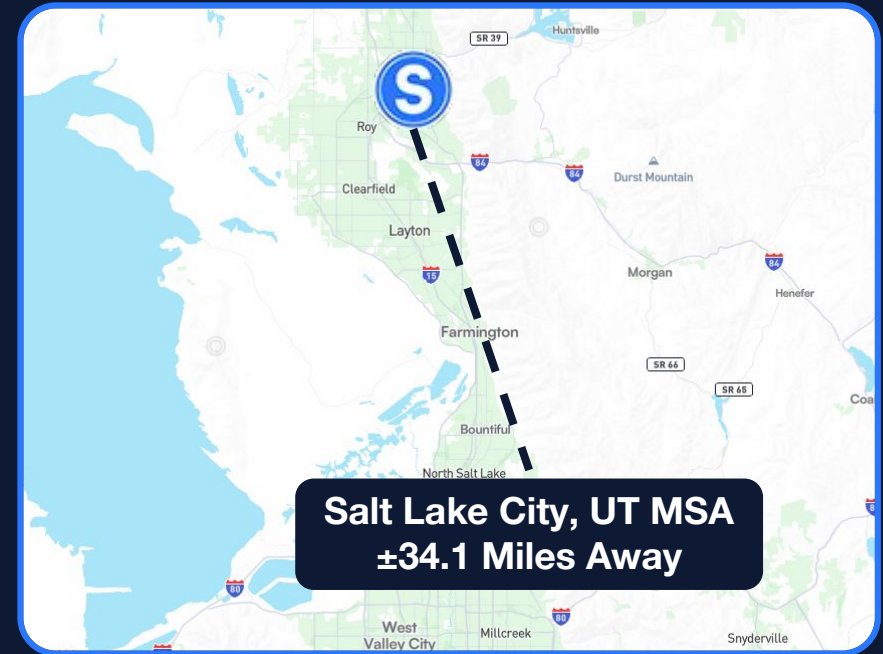 SR 39
Huntsville
S
Roy
84
84
Durst Mountain
Clearfield
Layton
84
15
Morgan
Henefer
Farmington
SR 66
SR 65
Coa
Bountiful
North Salt Lake
Salt Lake City, UT MSA
±34.1 Miles Away
80
80
West
Valley City
Millcreek
Snyderville